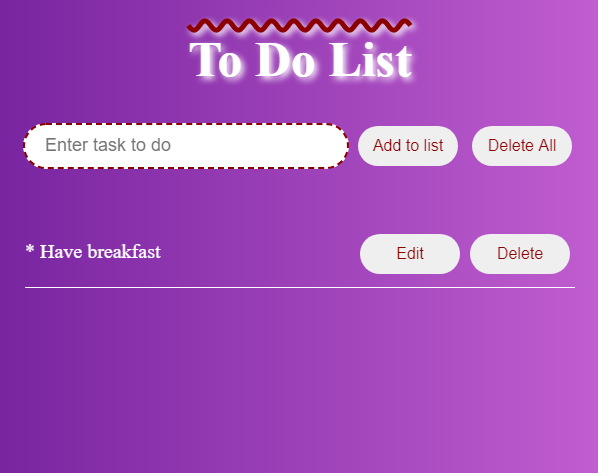 To Do List
Enter task to do Add to list Delete All
* Have breakfast Edit Delete